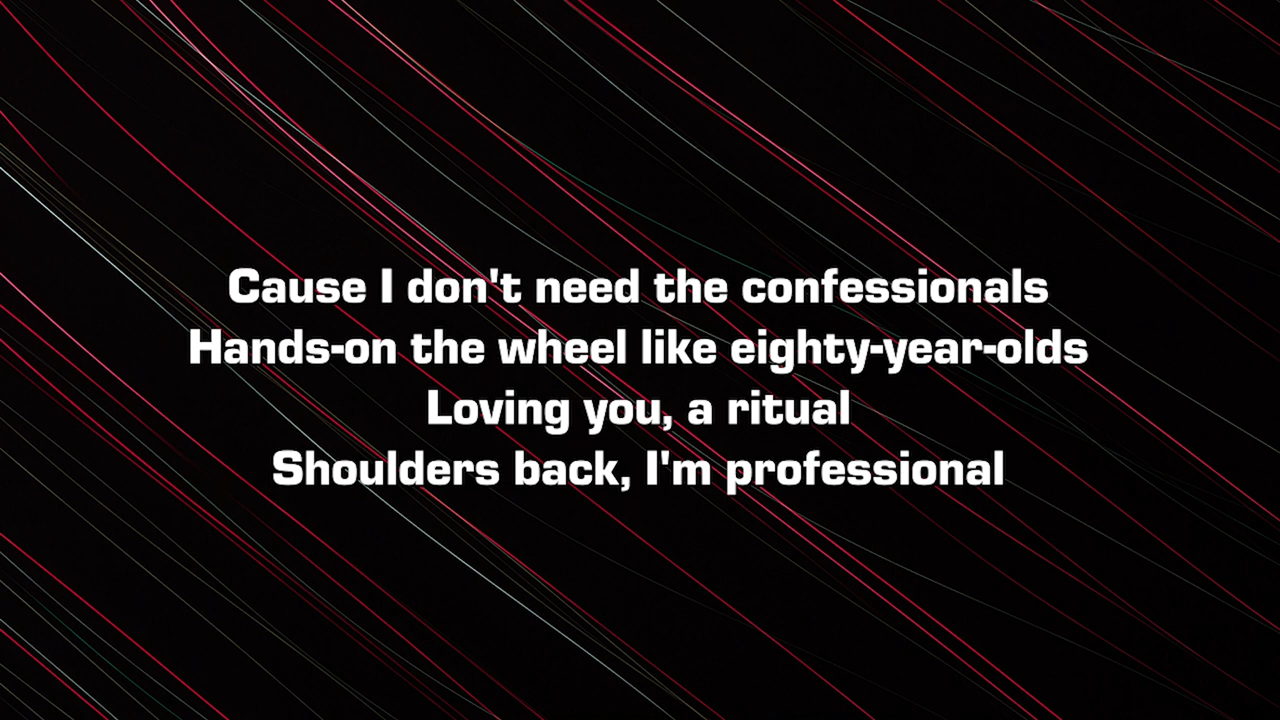 Cause I don't need the confessionals
Hands-on the wheel like eighty-year-olds
Loving you, a ritual
Shoulders back, I'm professional